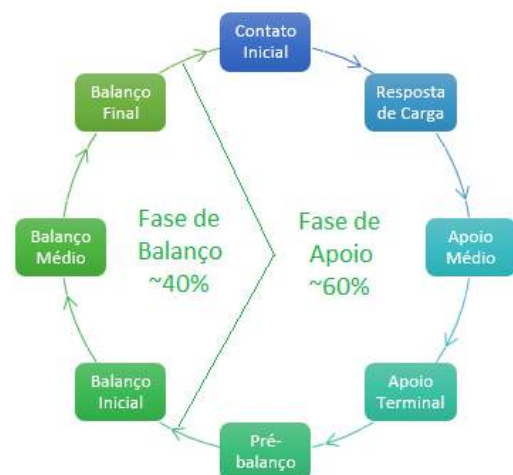 Contato
Inicial
Resposta
de Carga
Apoio
Médio
Apoio
Terminal
Pré-
balanço
Balanço
Inicial
Balanço
Médio
Balanço
Final
Fase de
Balanço
~40%
Fase de
Apoio
~60%